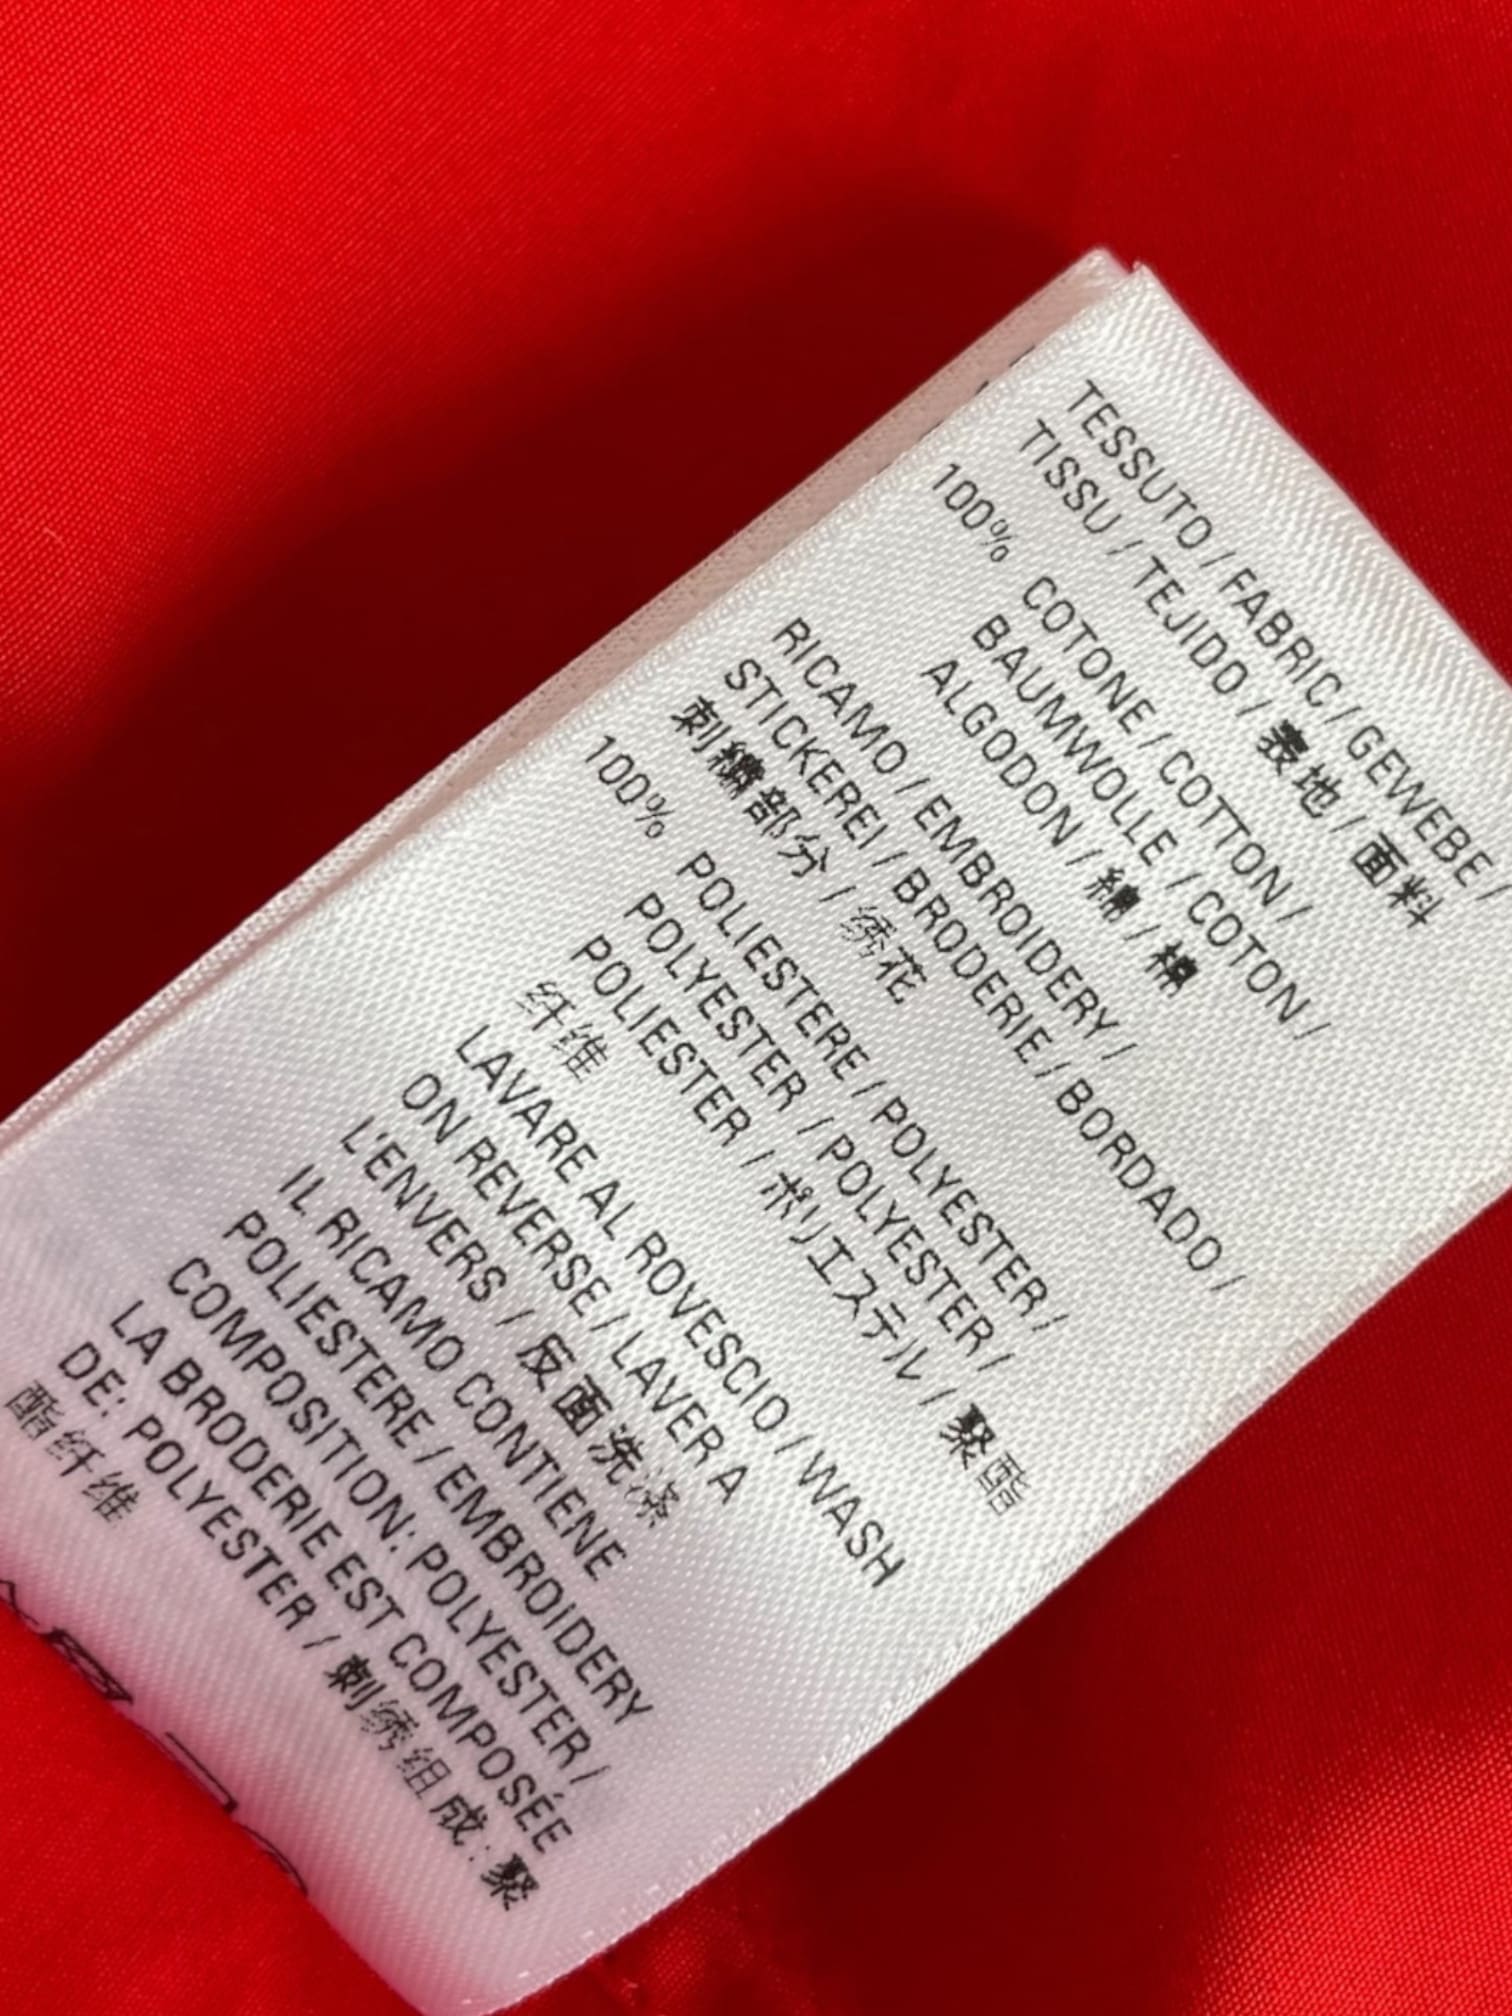 TESSUTO / FABRIC / GEWEBE /
TISSU / TEJIDO / 表地 / 面料
100% COTONE / COTTON /
BAUMWOLLE / COTON /
ALGODON / 綿 / 棉
RICAMO / EMBROIDERY /
STICKEREI / BRODERIE / BORDADO /
刺繍部分 / 绣花
100% POLIESTERE / POLYESTER /
POLYESTER / POLYESTER /
POLIESTER / ポリエステル / 聚酯
纤维
LAVARE AL ROVESCIO / WASH
ON REVERSE / LAVER A
L'ENVERS / 反面洗涤
IL RICAMO CONTIENE
POLIESTERE / EMBROIDERY
COMPOSITION: POLYESTER /
LA BRODERIE EST COMPOSÉE
DE: POLYESTER / 刺绣组成: 聚
酯纤维